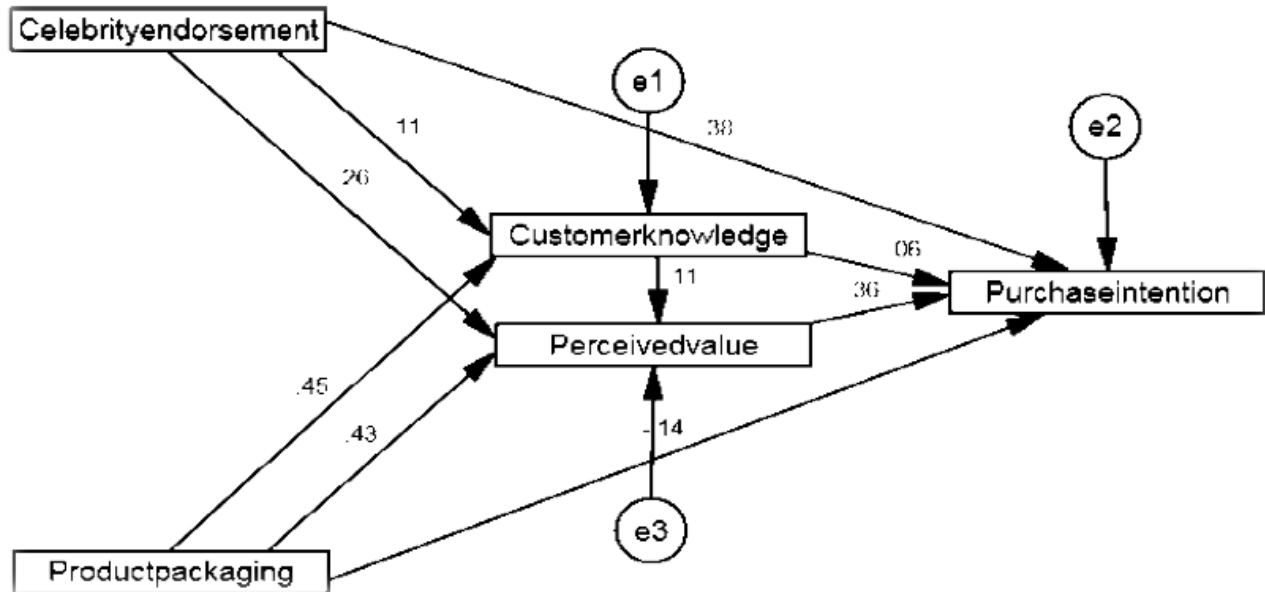 Celebrityendorsement
e1
e2
11
38
26
Customerknowledge
06
11
36
Purchaseintention
Perceivedvalue
.45
.43
-.14
e3
Productpackaging